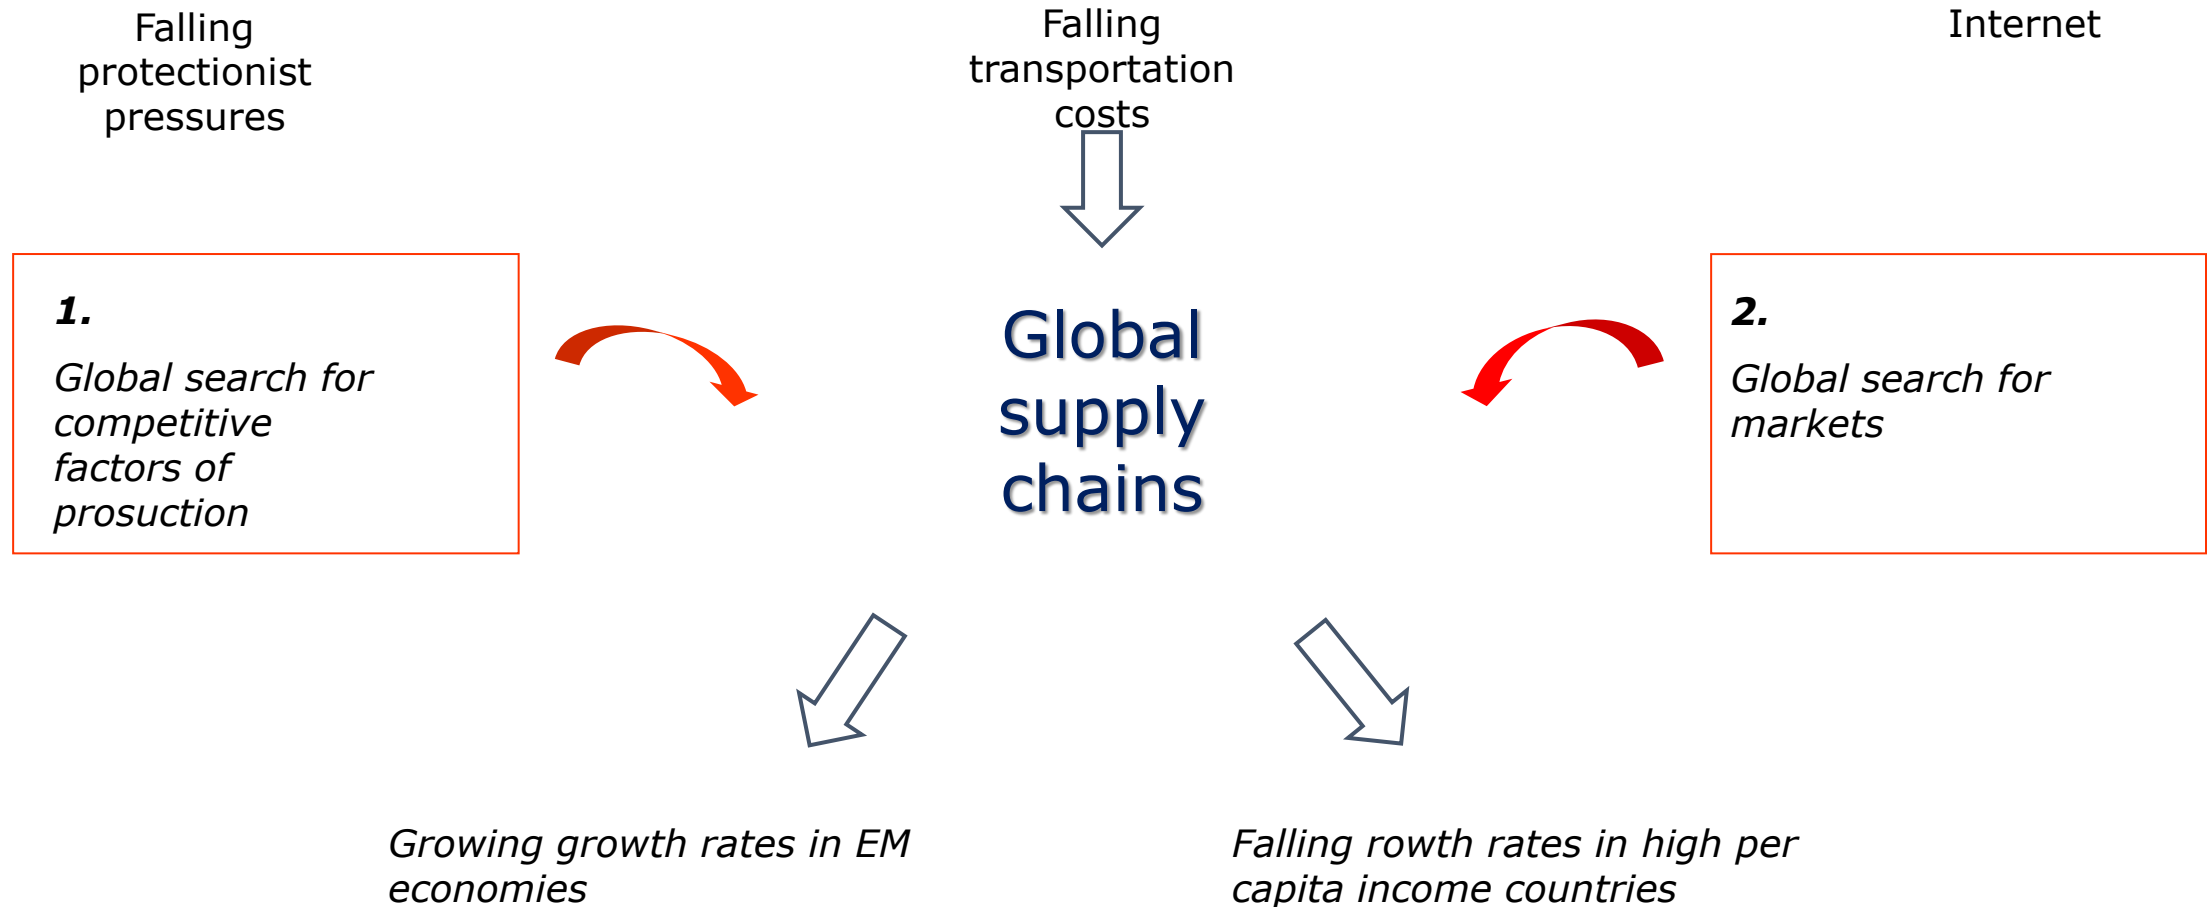 Falling
protectionist
pressures
Falling
transportation
costs
Internet
1.
Global search for
competitive
factors of
prosuction
Global
supply
chains
2.
Global search for
markets
Growing growth rates in EM
economies
Falling rowth rates in high per
capita income countries